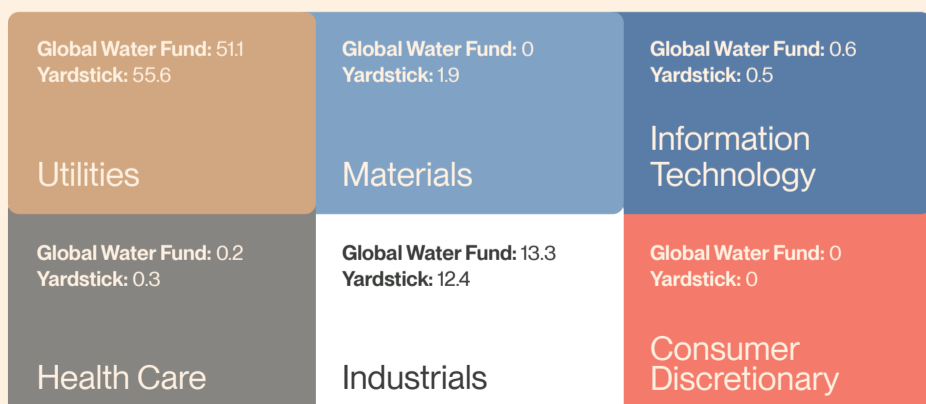 Global Water Fund: 51.1
Yardstick: 55.6
Utilities
Global Water Fund: 0
Yardstick: 1.9
Materials
Global Water Fund: 0.6
Yardstick: 0.5
Information
Technology
Global Water Fund: 0.2
Yardstick: 0.3
Health Care
Global Water Fund: 13.3
Yardstick: 12.4
Industrials
Global Water Fund: 0
Yardstick: 0
Consumer
Discretionary